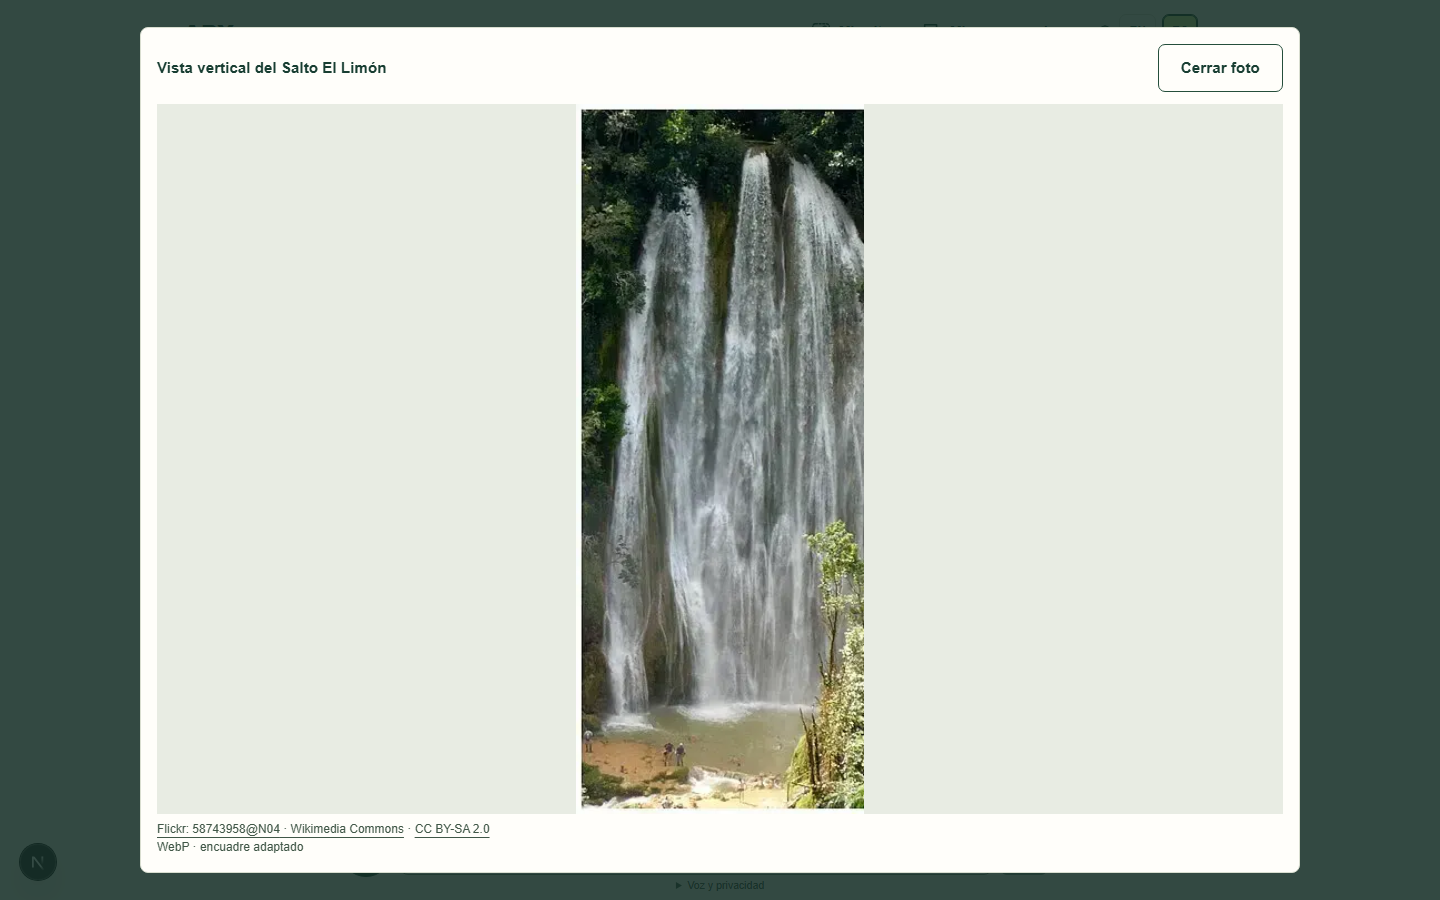 Vista vertical del Salto El Limón
Cerrar foto
Flickr: 58743958@N04 · Wikimedia Commons · CC BY-SA 2.0
WebP · encuadre adaptado
N
▶ Voz y privacidad